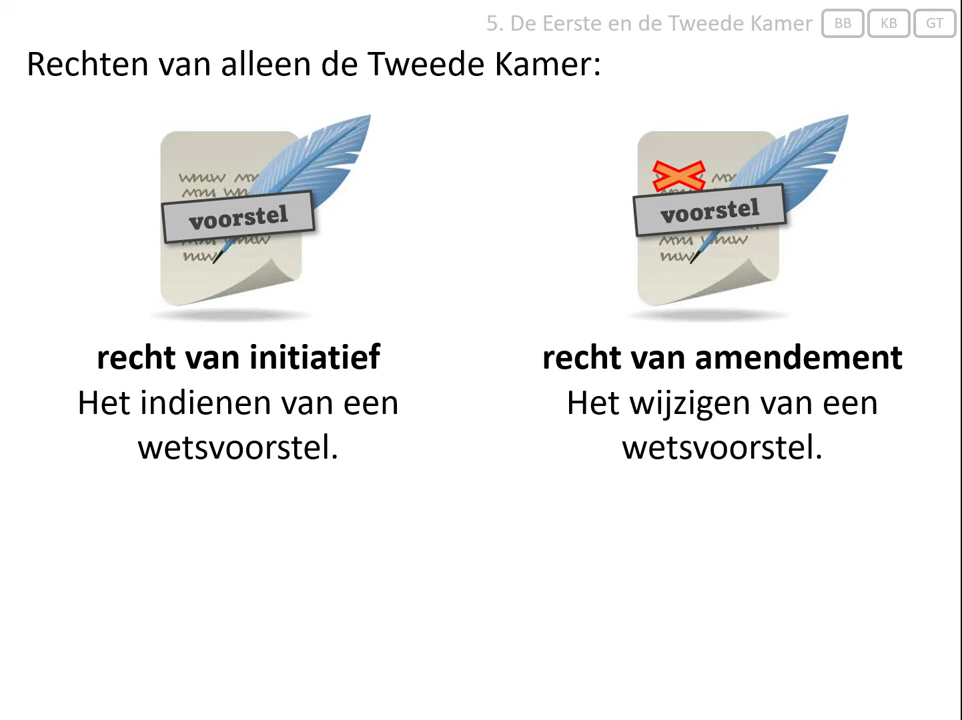 5. De Eerste en de Tweede Kamer BB KB GT
Rechten van alleen de Tweede Kamer:
voorstel
voorstel
recht van initiatief
Het indienen van een
wetsvoorstel.
recht van amendement
Het wijzigen van een
wetsvoorstel.